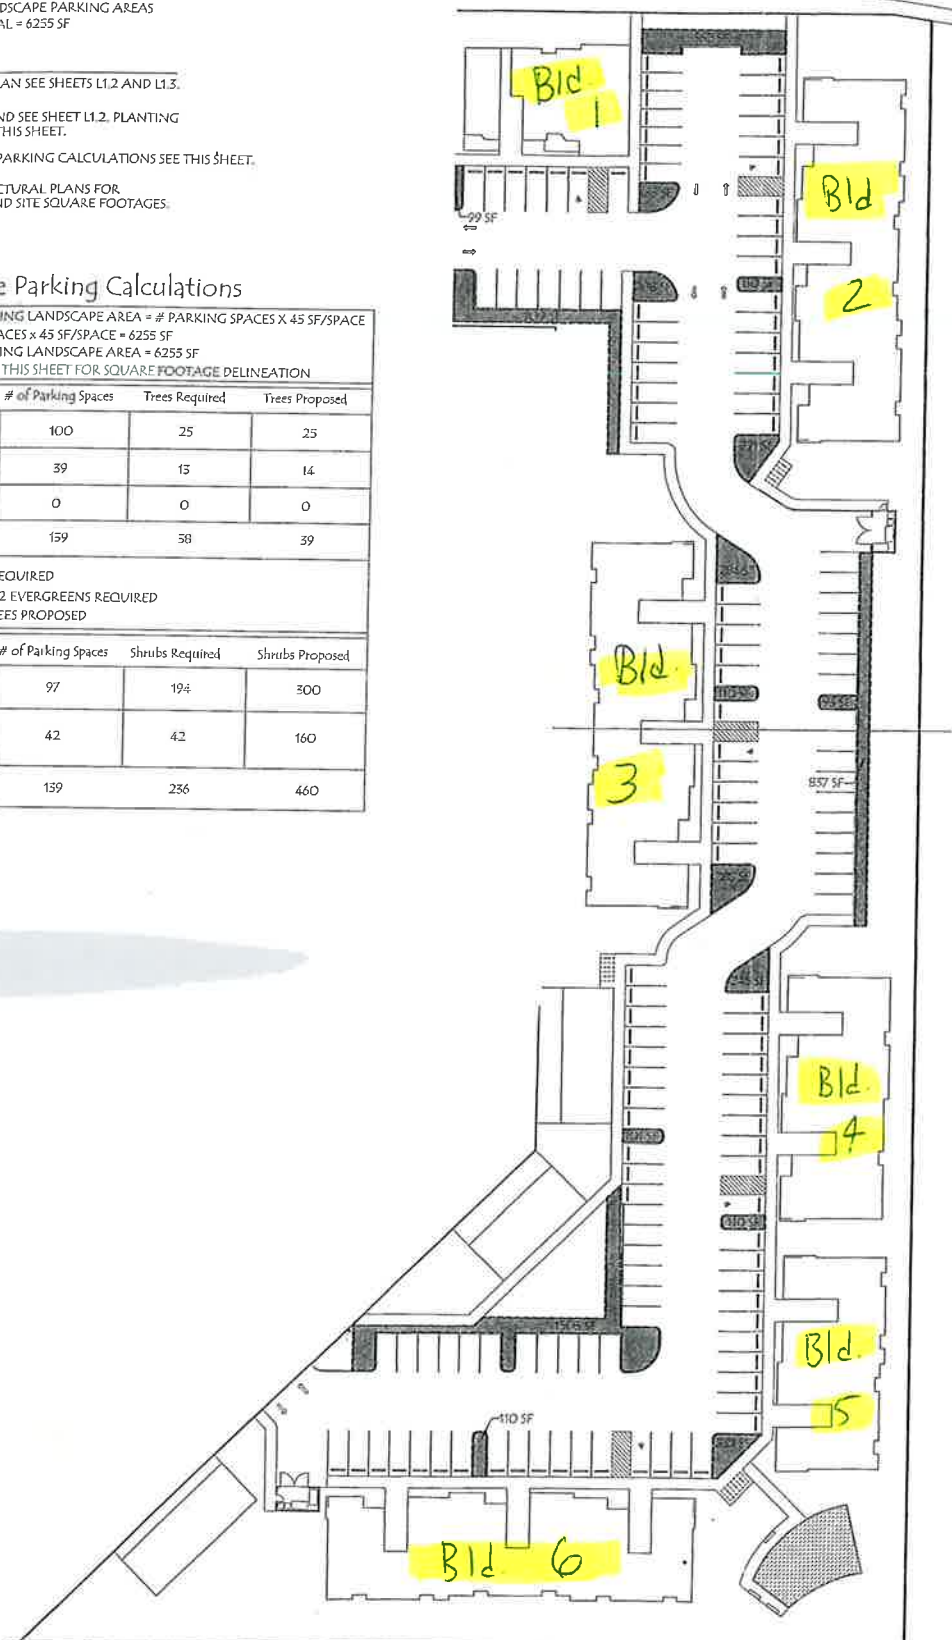 DSCAPE PARKING AREAS
AL = 6255 SF
AN SEE SHEETS L1.2 AND L1.3.
ND SEE SHEET L1.2. PLANTING
THIS SHEET.
PARKING CALCULATIONS SEE THIS SHEET.
CTURAL PLANS FOR
ND SITE SQUARE FOOTAGES.
e Parking Calculations
ING LANDSCAPE AREA = # PARKING SPACES X 45 SF/SPACE
ACES x 45 SF/SPACE = 6255 SF
ING LANDSCAPE AREA = 6255 SF
THIS SHEET FOR SQUARE FOOTAGE DELINEATION
# of Parking Spaces Trees Required Trees Proposed
100 25 25
39 13 14
0 0 0
139 38 39
EQUIRED
2 EVERGREENS REQUIRED
EES PROPOSED
# of Parking Spaces Shrubs Required Shrubs Proposed
97 194 300
42 42 160
139 236 460
Bld.
1
Bld
2
99 SF
Bld.
3
110 SF
93 SF
837 SF
Bld.
4
110 SF
Bld.
5
110 SF
Bld 6